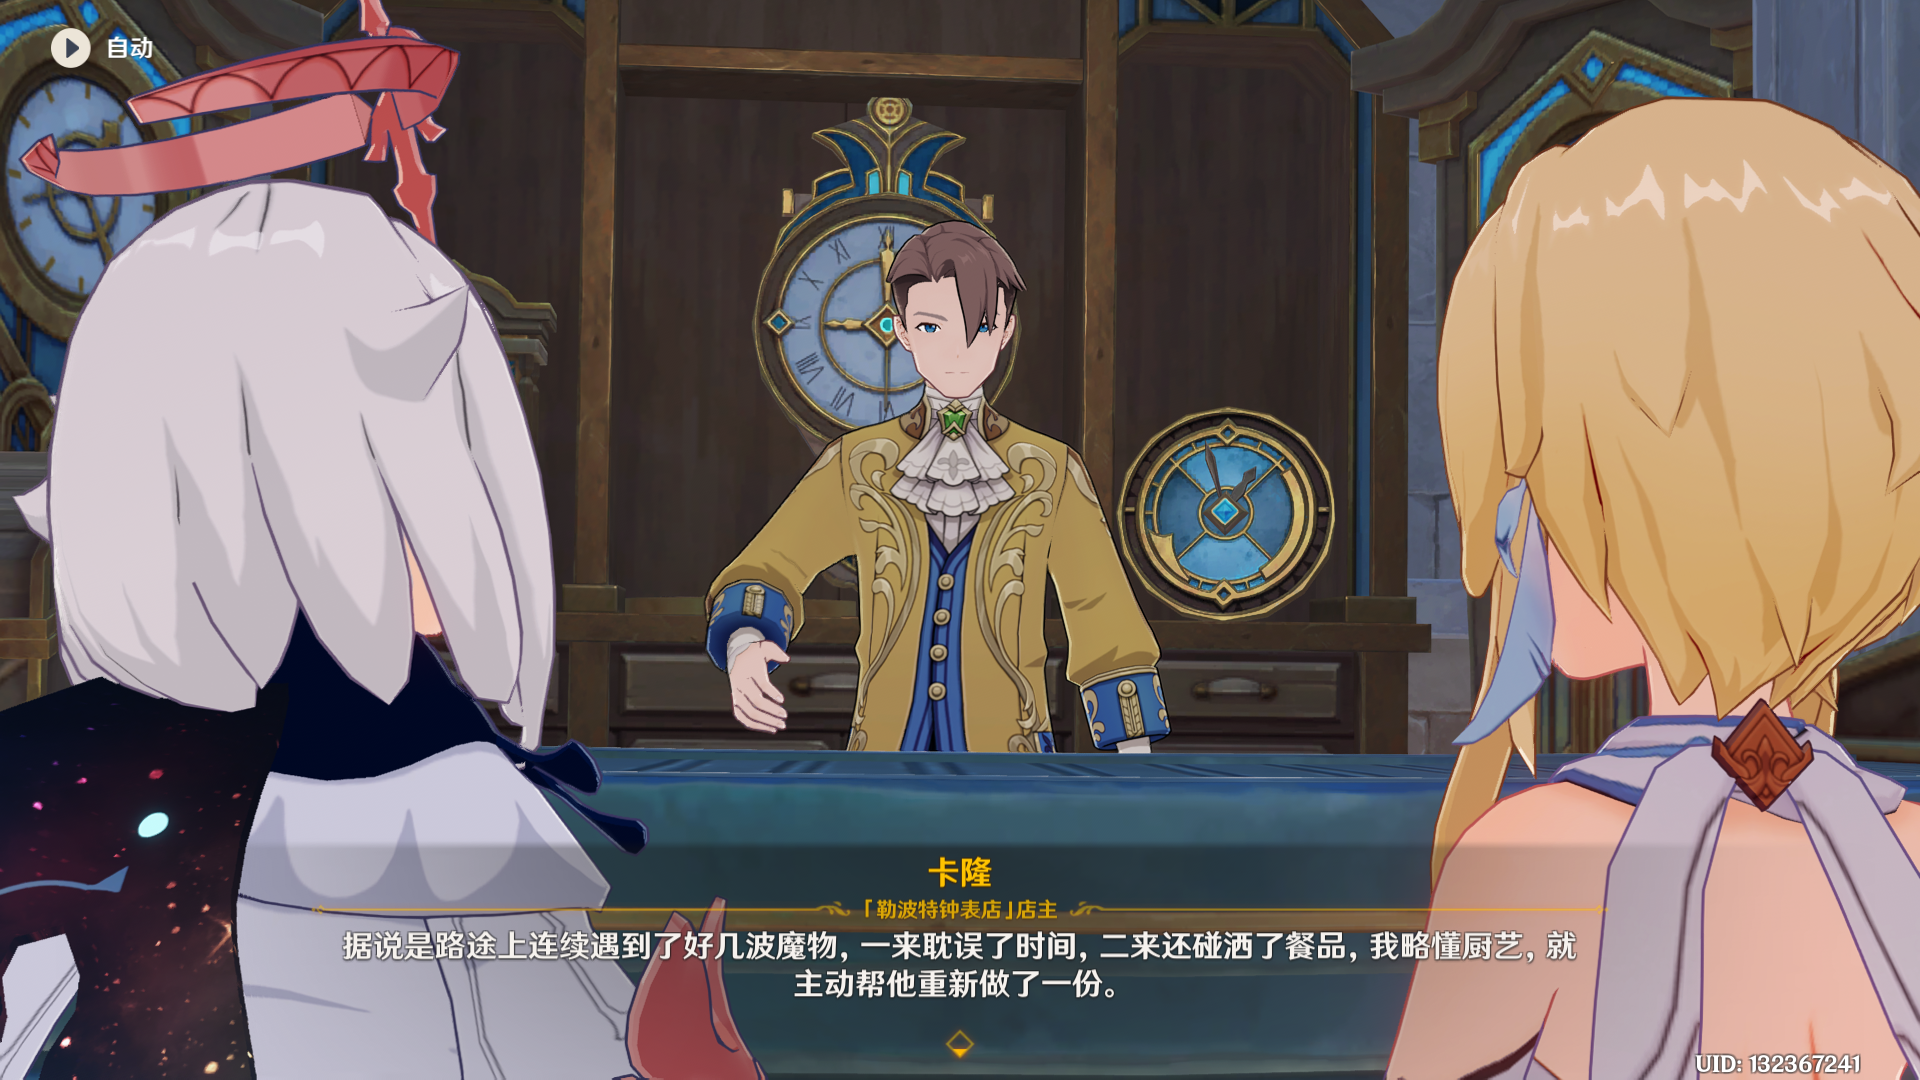 自动
卡隆
「勒波特钟表店」店主
据说是路途上连续遇到了好几波魔物，一来耽误了时间，二来还碰洒了餐品，我略懂厨艺，就
主动帮他重新做了一份。
UID: 132367241